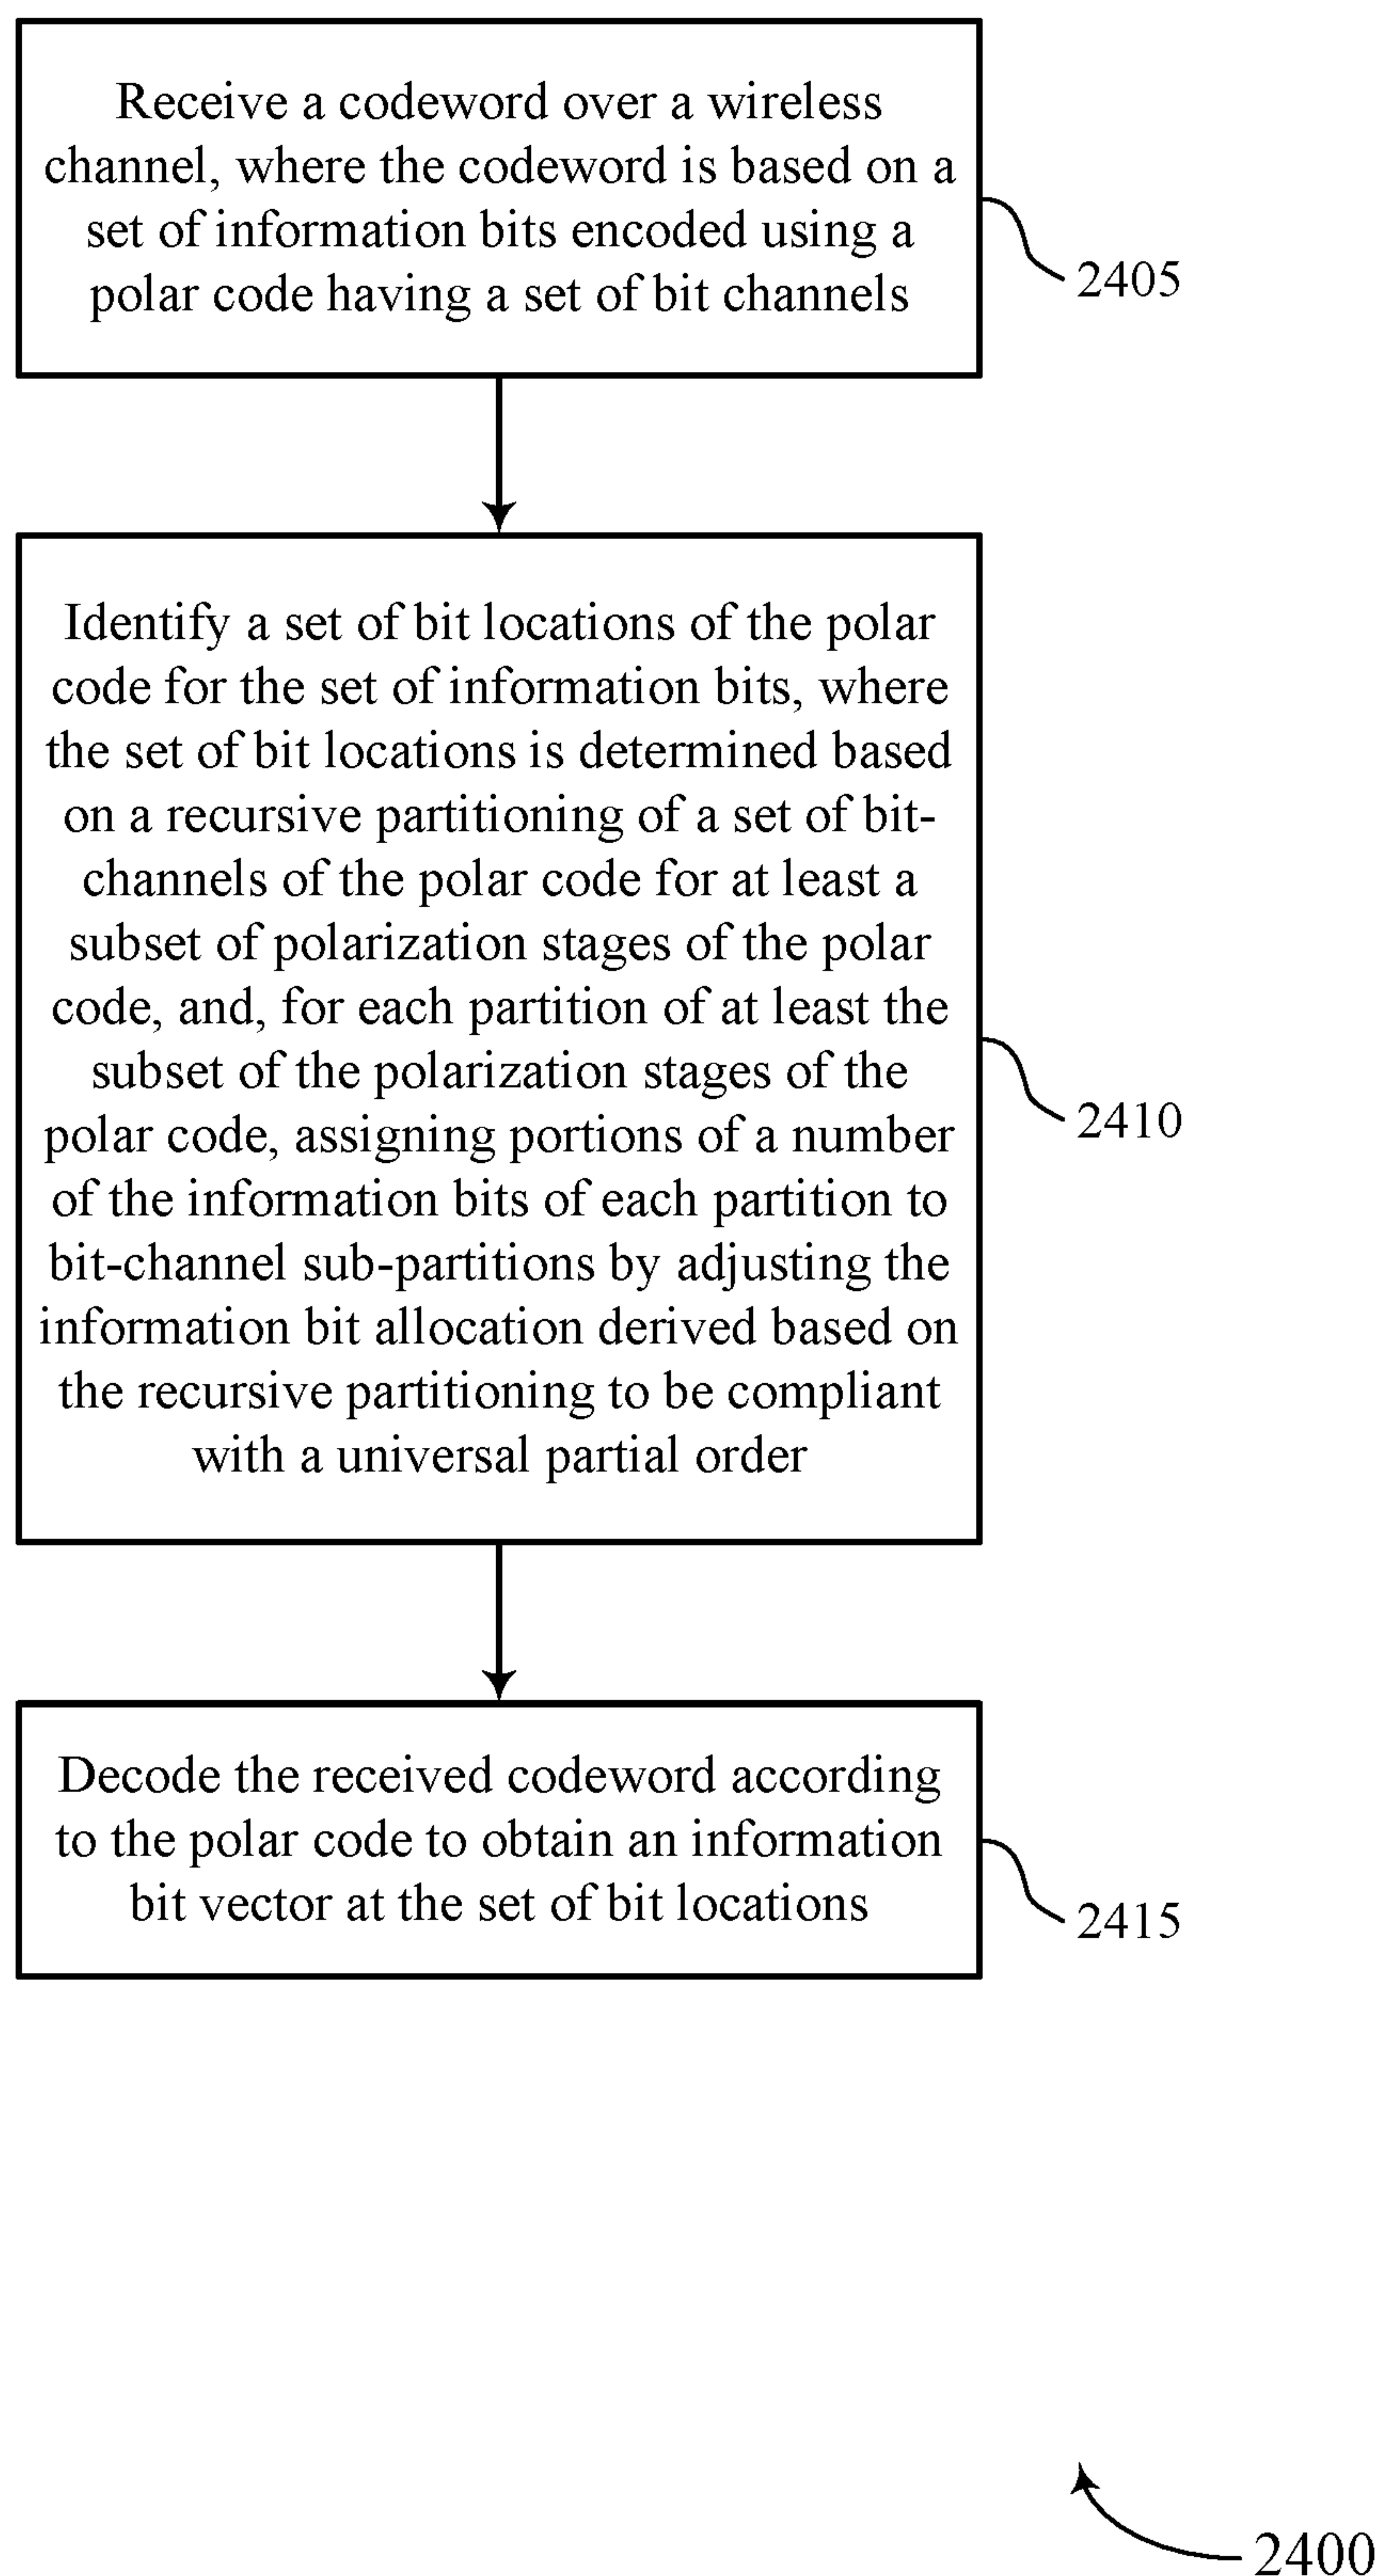 Receive a codeword over a wireless
channel, where the codeword is based on a
set of information bits encoded using a
polar code having a set of bit channels
2405
Identify a set of bit locations of the polar
code for the set of information bits, where
the set of bit locations is determined based
on a recursive partitioning of a set of bit-
channels of the polar code for at least a
subset of polarization stages of the polar
code, and, for each partition of at least the
subset of the polarization stages of the
polar code, assigning portions of a number
of the information bits of each partition to
bit-channel sub-partitions by adjusting the
information bit allocation derived based on
the recursive partitioning to be compliant
with a universal partial order
2410
Decode the received codeword according
to the polar code to obtain an information
bit vector at the set of bit locations
2415
2400